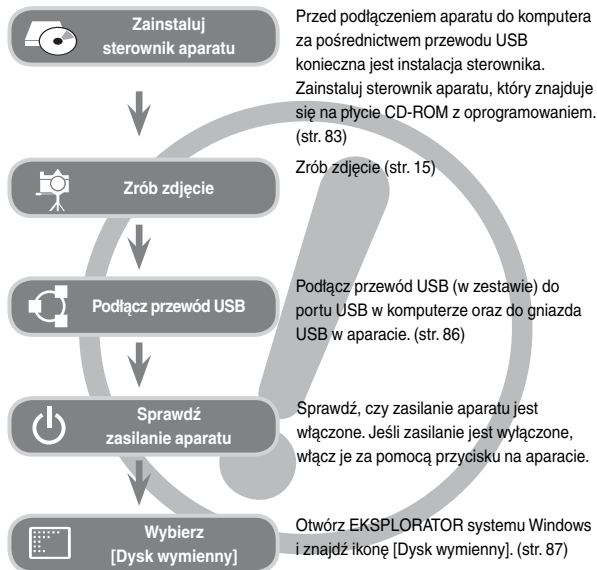 Zainstaluj
sterownik aparatu
Przed podłączeniem aparatu do komputera
za pośrednictwem przewodu USB
konieczna jest instalacja sterownika.
Zainstaluj sterownik aparatu, który znajduje
się na płycie CD-ROM z oprogramowaniem.
(str. 83)
Zrób zdjęcie
Zrób zdjęcie (str. 15)
Podłącz przewód USB
Podłącz przewód USB (w zestawie) do
portu USB w komputerze oraz do gniazda
USB w aparacie. (str. 86)
Sprawdź
zasilanie aparatu
Sprawdź, czy zasilanie aparatu jest
włączone. Jeśli zasilanie jest wyłączone,
włącz je za pomocą przycisku na aparacie.
Wybierz
[Dysk wymienny]
Otwórz EKSPLORATOR systemu Windows
i znajdź ikonę [Dysk wymienny]. (str. 87)